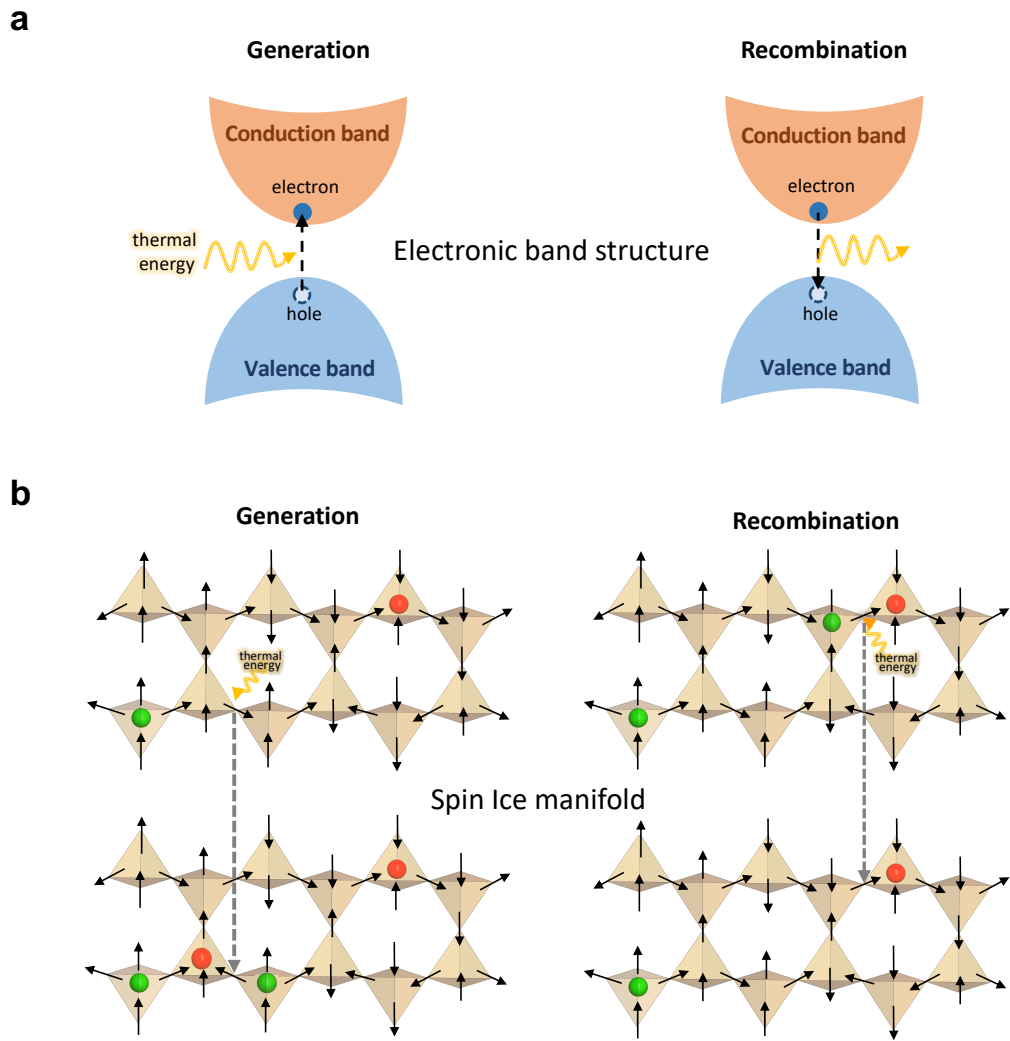 a
Generation
Recombination
Conduction band
Conduction band
electron
electron
thermal
energy
Electronic band structure
hole
hole
Valence band
Valence band
b
Generation
Recombination
thermal
energy
thermal
energy
Spin Ice manifold